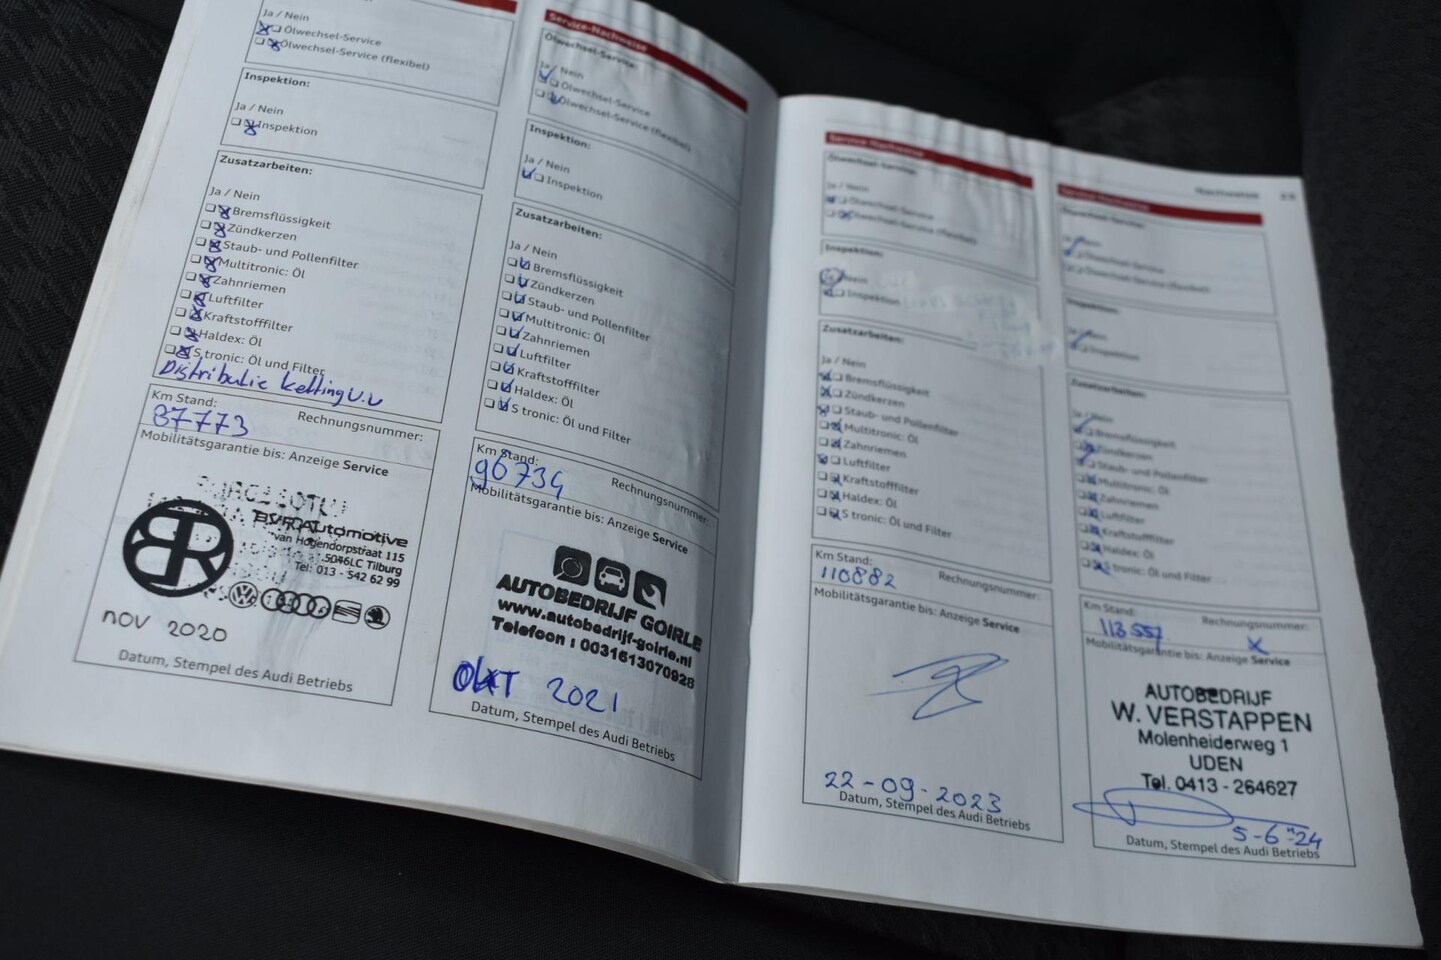 Ja / Nein
Ölwechsel-Service
Ölwechsel-Service (flexibel)
Inspektion:
Ja / Nein
Inspektion
Zusatzarbeiten:
Ja / Nein
Bremsflüssigkeit
Zündkerzen
Staub- und Pollenfilter
Multitronic: Öl
Zahnriemen
Luftfilter
Kraftstofffilter
Haldex: Öl
S tronic: Öl und Filter
Distributie ketting v.v
Km Stand:
Rechnungsnummer:
87773
Mobilitätsgarantie bis: Anzeige Service
BVR Automotive
van Hogendorpstraat 115
5046LC Tilburg
Tel: 013 - 542 62 99
nov 2020
Datum, Stempel des Audi Betriebs
Service-Nachweise
Ölwechsel-Service:
Ja / Nein
Ölwechsel-Service
Ölwechsel-Service (flexibel)
Inspektion:
Ja / Nein
Inspektion
Zusatzarbeiten:
Ja / Nein
Bremsflüssigkeit
Zündkerzen
Staub- und Pollenfilter
Multitronic: Öl
Zahnriemen
Luftfilter
Kraftstofffilter
Haldex: Öl
S tronic: Öl und Filter
Km Stand:
Rechnungsnummer:
96734
Mobilitätsgarantie bis: Anzeige Service
AUTOBEDRIJF GOIRLE
www.autobedrijf-goirle.nl
Telefoon : 0031613070928
OKT 2021
Datum, Stempel des Audi Betriebs
Service-Nachweise
Ölwechsel-Service:
Ja / Nein
Ölwechsel-Service
Ölwechsel-Service (flexibel)
Inspektion:
Nein
Inspektion
Zusatzarbeiten:
Ja / Nein
Bremsflüssigkeit
Zündkerzen
Staub- und Pollenfilter
Multitronic: Öl
Zahnriemen
Luftfilter
Kraftstofffilter
Haldex: Öl
S tronic: Öl und Filter
Km Stand:
Rechnungsnummer:
110882
Mobilitätsgarantie bis: Anzeige Service
22-09-2023
Datum, Stempel des Audi Betriebs
Nachweise
Service-Nachweise
Ölwechsel-Service:
Nein
Ölwechsel-Service
Ölwechsel-Service (flexibel)
Inspektion:
Nein
Inspektion
Zusatzarbeiten:
Nein
Bremsflüssigkeit
Zündkerzen
Staub- und Pollenfilter
Multitronic: Öl
Zahnriemen
Luftfilter
Kraftstofffilter
Haldex: Öl
S tronic: Öl und Filter
Km Stand:
Rechnungsnummer:
113.557
Mobilitätsgarantie bis: Anzeige Service
AUTOBEDRIJF
W. VERSTAPPEN
Molenheiderweg 1
UDEN
Tel. 0413 - 264627
5-6-"24
Datum, Stempel des Audi Betriebs